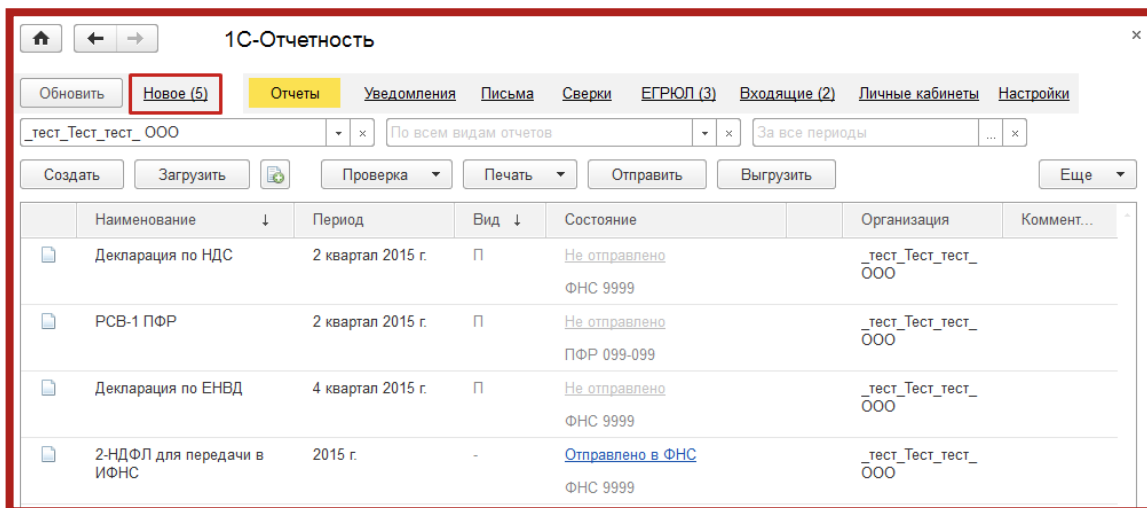 1С-Отчетность
Обновить Новое (5) Отчеты Уведомления Письма Сверки ЕГРЮЛ (3) Входящие (2) Личные кабинеты Настройки
_тест_Тест_тест_ ООО По всем видам отчетов За все периоды ...
Создать Загрузить Проверка Печать Отправить Выгрузить Еще
Наименование ↓ Период Вид ↓ Состояние Организация Коммент...
Декларация по НДС 2 квартал 2015 г. П Не отправлено _тест_Тест_тест_
ООО
ФНС 9999
РСВ-1 ПФР 2 квартал 2015 г. П Не отправлено _тест_Тест_тест_
ООО
ПФР 099-099
Декларация по ЕНВД 4 квартал 2015 г. П Не отправлено _тест_Тест_тест_
ООО
ФНС 9999
2-НДФЛ для передачи в 2015 г. - Отправлено в ФНС _тест_Тест_тест_
ИФНС ООО
ФНС 9999